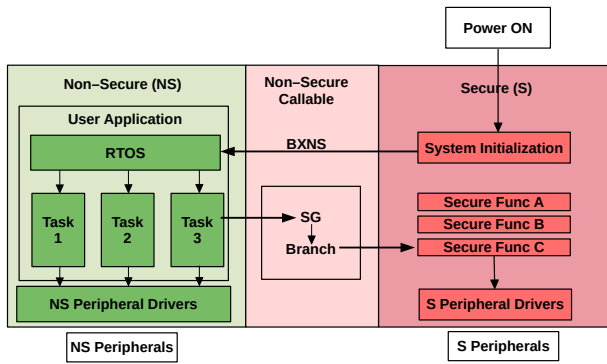 Power ON
Non–Secure (NS)
Non–Secure
Callable
Secure (S)
User Application
RTOS
BXNS
System Initialization
Task
1
Task
2
Task
3
SG
Branch
Secure Func A
Secure Func B
Secure Func C
NS Peripheral Drivers
S Peripheral Drivers
NS Peripherals
S Peripherals